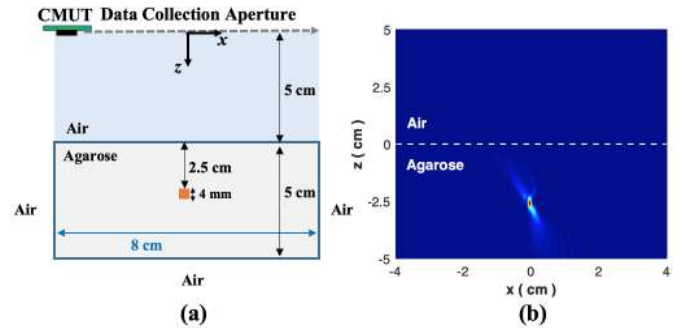 CMUT Data Collection Aperture
x
z
5 cm
Air
Agarose
2.5 cm
4 mm
5 cm
Air
Air
8 cm
Air
(a)
5
2.5
0
-2.5
-5
z ( cm )
Air
Agarose
-4
-2
0
2
4
x ( cm )
(b)